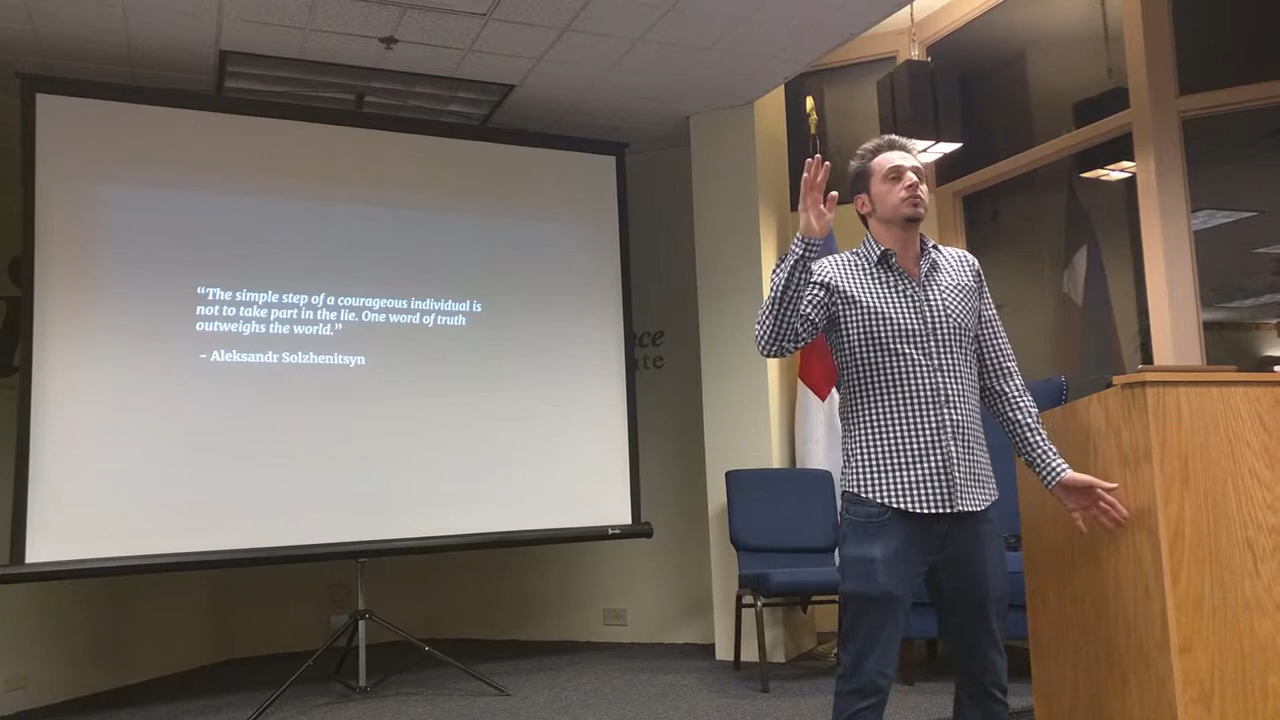 “The simple step of a courageous individual is
not to take part in the lie. One word of truth
outweighs the world.”
– Aleksandr Solzhenitsyn